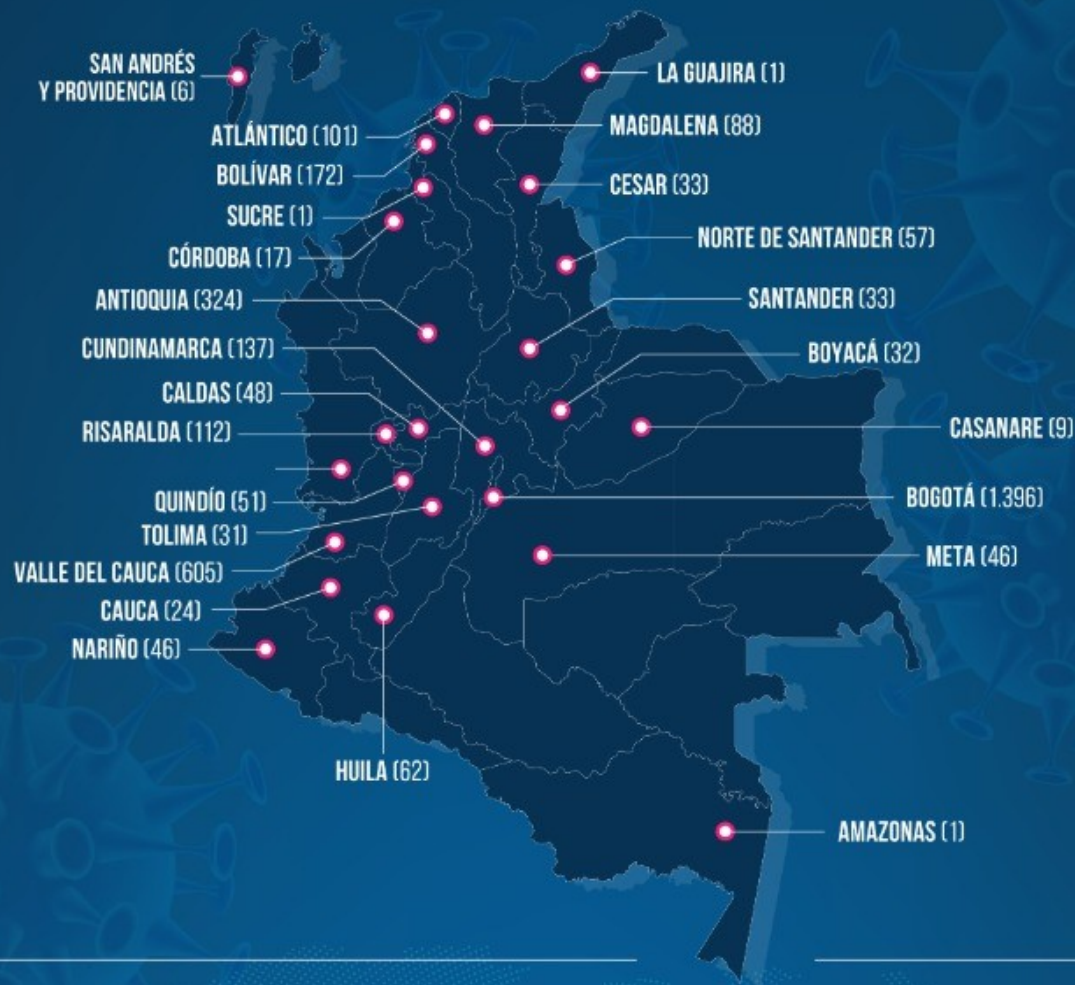 SAN ANDRÉS
Y PROVIDENCIA (6)
ATLÁNTICO (101)
BOLÍVAR (172)
SUCRE (1)
CÓRDOBA (17)
ANTIOQUIA (324)
CUNDINAMARCA (137)
CALDAS (48)
RISARALDA (112)
QUINDÍO (51)
TOLIMA (31)
VALLE DEL CAUCA (605)
CAUCA (24)
NARIÑO (46)
HUILA (62)
LA GUAJIRA (1)
MAGDALENA (88)
CESAR (33)
NORTE DE SANTANDER (57)
SANTANDER (33)
BOYACÁ (32)
CASANARE (9)
BOGOTÁ (1.396)
META (46)
AMAZONAS (1)